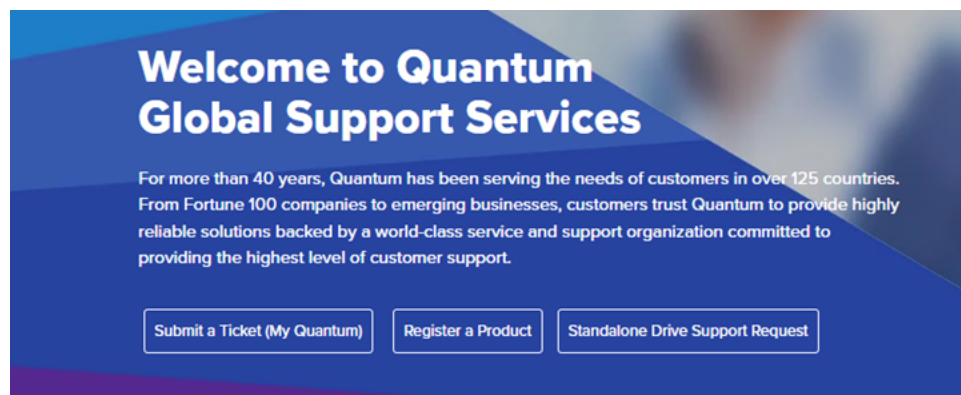 Welcome to Quantum
Global Support Services
For more than 40 years, Quantum has been serving the needs of customers in over 125 countries.
From Fortune 100 companies to emerging businesses, customers trust Quantum to provide highly
reliable solutions backed by a world-class service and support organization committed to
providing the highest level of customer support.
Submit a Ticket (My Quantum) Register a Product Standalone Drive Support Request